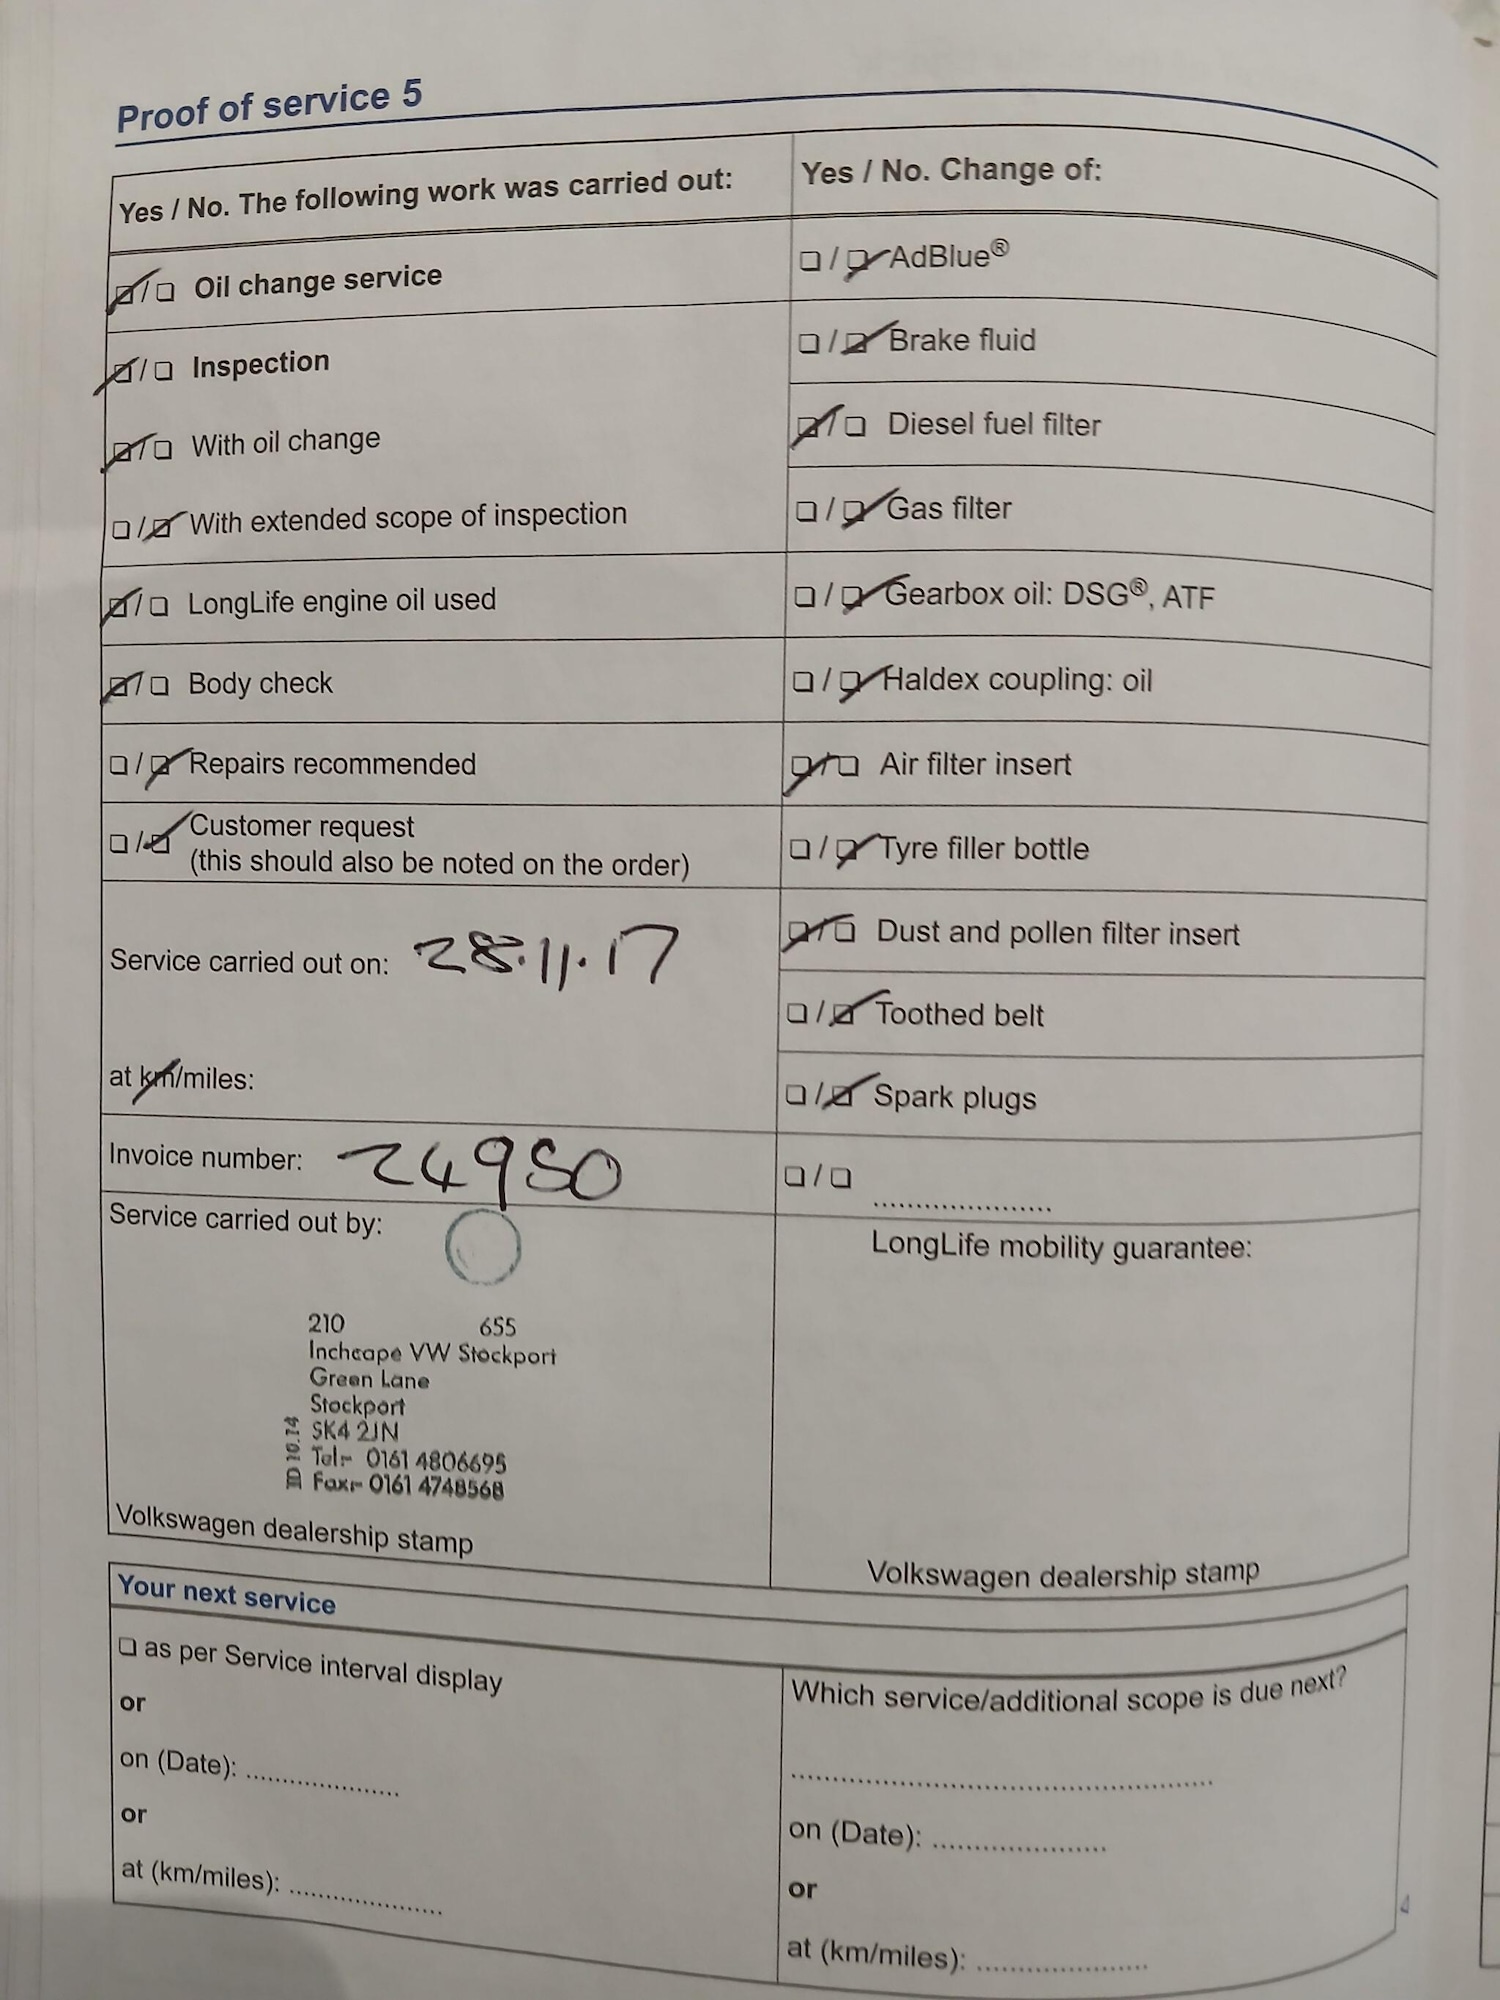 Proof of service 5
Yes / No. The following work was carried out:
Oil change service
Inspection
With oil change
With extended scope of inspection
LongLife engine oil used
Body check
Repairs recommended
Customer request
(this should also be noted on the order)
Service carried out on: 28.11.17
at km/miles:
Invoice number: 24950
Service carried out by:
210 655
Inchcape VW Stockport
Green Lane
Stockport
SK4 2JN
Tel:- 0161 4806695
Fax:- 0161 4748568
ID 10.14
Volkswagen dealership stamp
Yes / No. Change of:
/ AdBlue®
/ Brake fluid
/ Diesel fuel filter
/ Gas filter
/ Gearbox oil: DSG®, ATF
/ Haldex coupling: oil
/ Air filter insert
/ Tyre filler bottle
/ Dust and pollen filter insert
/ Toothed belt
/ Spark plugs
/ .....................
LongLife mobility guarantee:
Volkswagen dealership stamp
Your next service
as per Service interval display
or
on (Date): .....................
or
at (km/miles): .....................
Which service/additional scope is due next?
..................................................
on (Date): .....................
or
at (km/miles): .....................